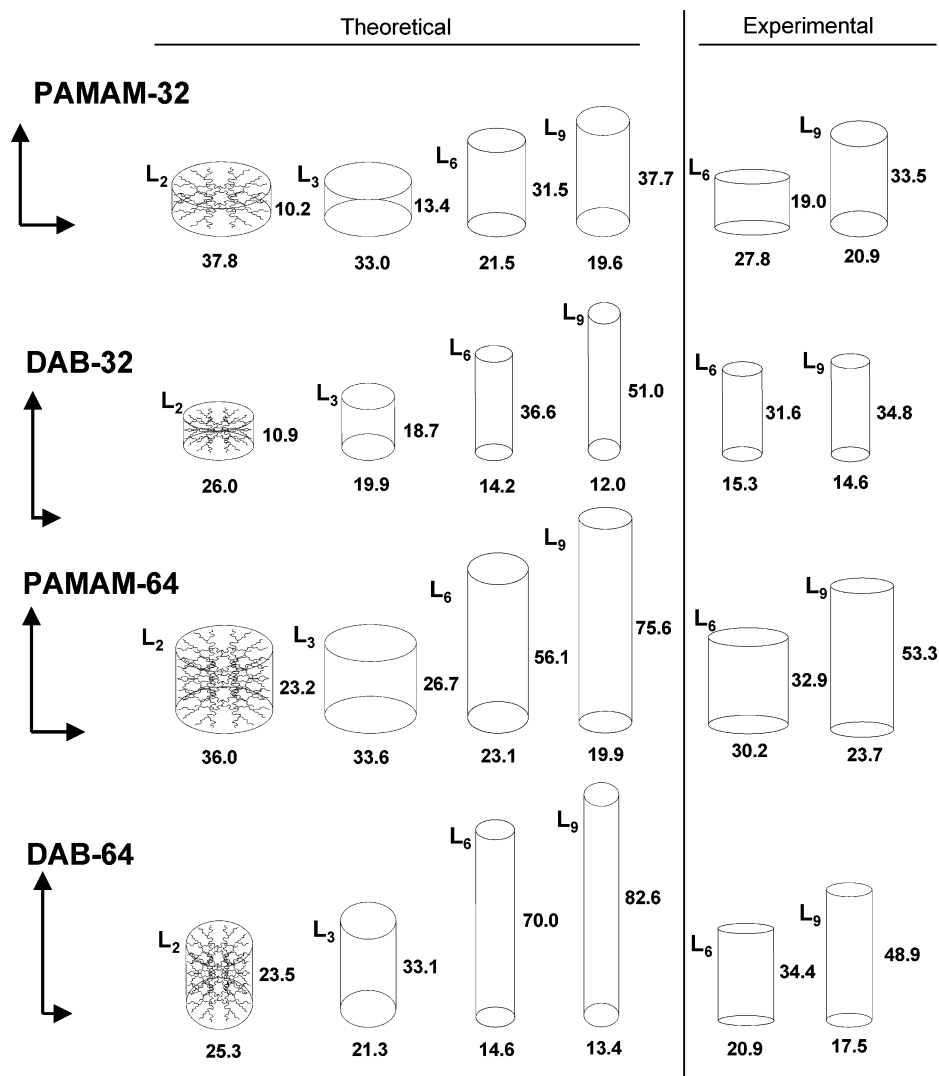 Theoretical Experimental
PAMAM-32
L2 L3 L6 L9 L6 L9
10.2 13.4 31.5 37.7 19.0 33.5
37.8 33.0 21.5 19.6 27.8 20.9
DAB-32
L2 L3 L6 L9 L6 L9
10.9 18.7 36.6 51.0 31.6 34.8
26.0 19.9 14.2 12.0 15.3 14.6
PAMAM-64
L2 L3 L6 L9 L6 L9
23.2 26.7 56.1 75.6 32.9 53.3
36.0 33.6 23.1 19.9 30.2 23.7
DAB-64
L2 L3 L6 L9 L6 L9
23.5 33.1 70.0 82.6 34.4 48.9
25.3 21.3 14.6 13.4 20.9 17.5